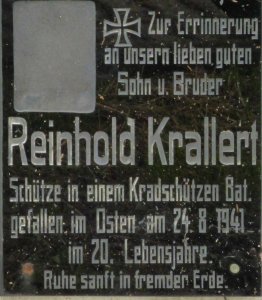 Zur Errinnerung
an unsern lieben, guten
Sohn u. Bruder
Reinhold Krallert
Schütze in einem Kradschützen Bat.
gefallen im Osten am 24. 8. 1941
im 20. Lebensjahre.
Ruhe sanft in fremder Erde.